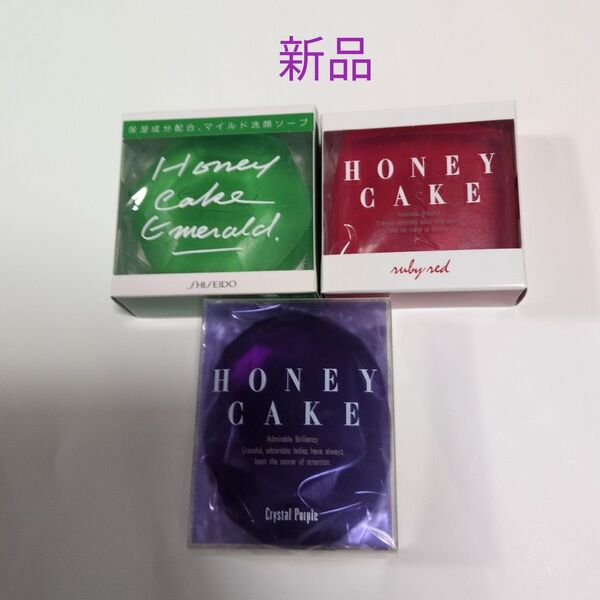 新品
保湿成分配合、マイルド洗顔ソープ
Honey
Cake
Emerald.
SHISEIDO
HONEY
CAKE
Admirable Brilliancy
ruby red
HONEY
CAKE
Admirable Brilliancy
Graceful, admirable ladies have always
been the center of attention.
Crystal Purple